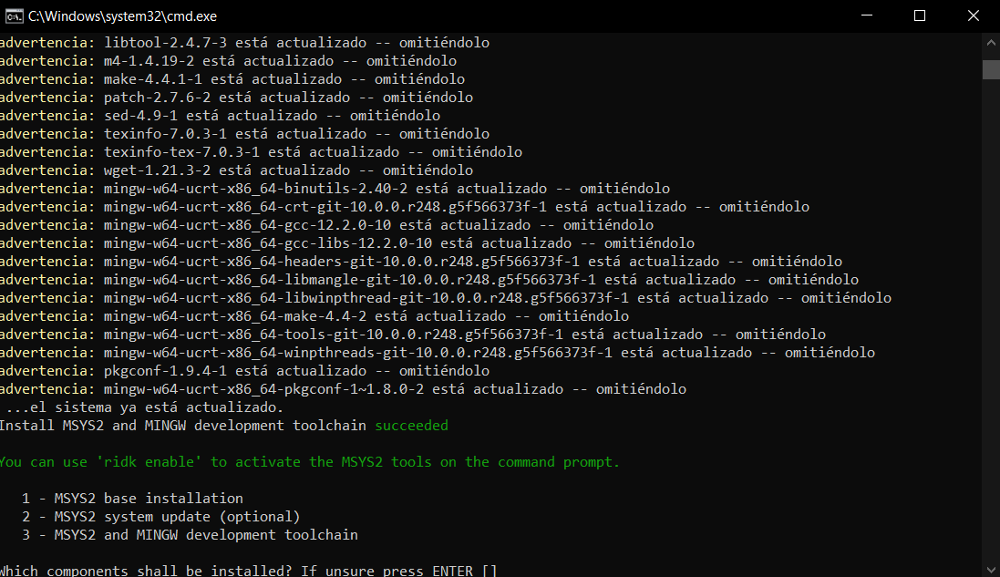 C:\Windows\system32\cmd.exe
advertencia: libtool-2.4.7-3 está actualizado -- omitiéndolo
advertencia: m4-1.4.19-2 está actualizado -- omitiéndolo
advertencia: make-4.4.1-1 está actualizado -- omitiéndolo
advertencia: patch-2.7.6-2 está actualizado -- omitiéndolo
advertencia: sed-4.9-1 está actualizado -- omitiéndolo
advertencia: texinfo-7.0.3-1 está actualizado -- omitiéndolo
advertencia: texinfo-tex-7.0.3-1 está actualizado -- omitiéndolo
advertencia: wget-1.21.3-2 está actualizado -- omitiéndolo
advertencia: mingw-w64-ucrt-x86_64-binutils-2.40-2 está actualizado -- omitiéndolo
advertencia: mingw-w64-ucrt-x86_64-crt-git-10.0.0.r248.g5f566373f-1 está actualizado -- omitiéndolo
advertencia: mingw-w64-ucrt-x86_64-gcc-12.2.0-10 está actualizado -- omitiéndolo
advertencia: mingw-w64-ucrt-x86_64-gcc-libs-12.2.0-10 está actualizado -- omitiéndolo
advertencia: mingw-w64-ucrt-x86_64-headers-git-10.0.0.r248.g5f566373f-1 está actualizado -- omitiéndolo
advertencia: mingw-w64-ucrt-x86_64-libmangle-git-10.0.0.r248.g5f566373f-1 está actualizado -- omitiéndolo
advertencia: mingw-w64-ucrt-x86_64-libwinpthread-git-10.0.0.r248.g5f566373f-1 está actualizado -- omitiéndolo
advertencia: mingw-w64-ucrt-x86_64-make-4.4-2 está actualizado -- omitiéndolo
advertencia: mingw-w64-ucrt-x86_64-tools-git-10.0.0.r248.g5f566373f-1 está actualizado -- omitiéndolo
advertencia: mingw-w64-ucrt-x86_64-winpthreads-git-10.0.0.r248.g5f566373f-1 está actualizado -- omitiéndolo
advertencia: pkgconf-1.9.4-1 está actualizado -- omitiéndolo
advertencia: mingw-w64-ucrt-x86_64-pkgconf-1~1.8.0-2 está actualizado -- omitiéndolo
...el sistema ya está actualizado.
Install MSYS2 and MINGW development toolchain succeeded
You can use 'ridk enable' to activate the MSYS2 tools on the command prompt.
1 - MSYS2 base installation
2 - MSYS2 system update (optional)
3 - MSYS2 and MINGW development toolchain
Which components shall be installed? If unsure press ENTER []